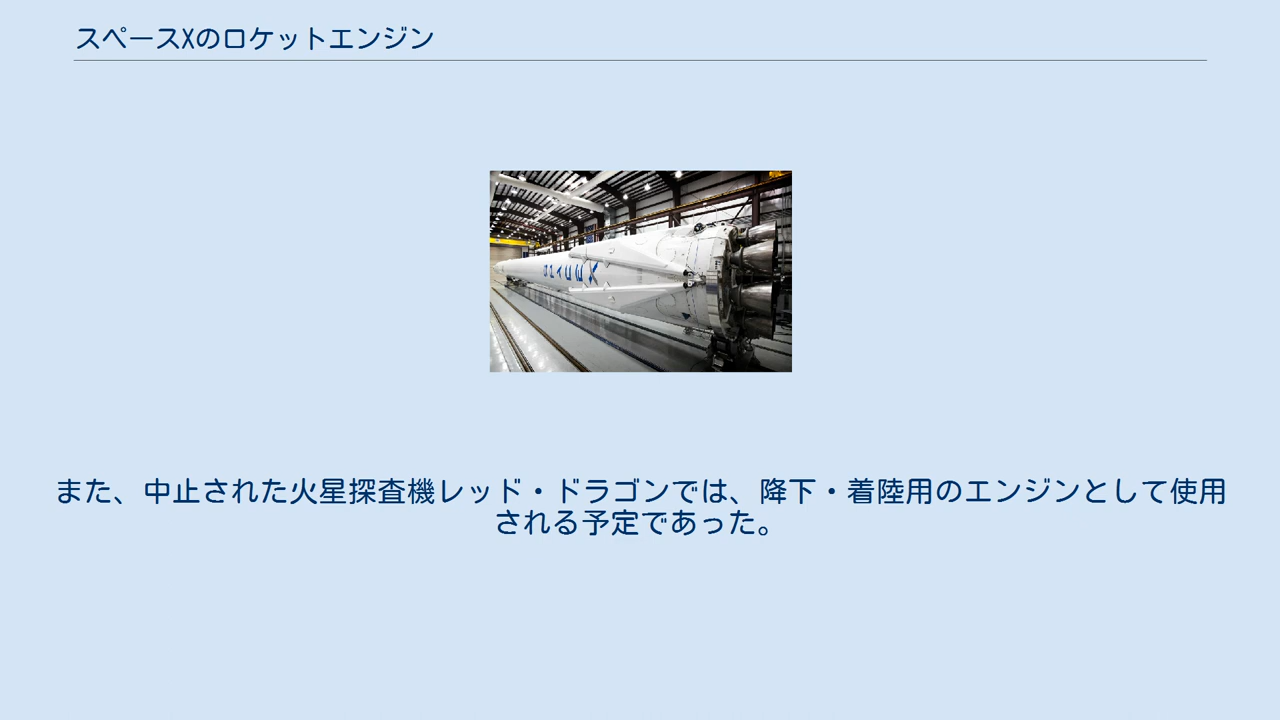 スペースXのロケットエンジン
SPACEX
また、中止された火星探査機レッド・ドラゴンでは、降下・着陸用のエンジンとして使用
される予定であった。